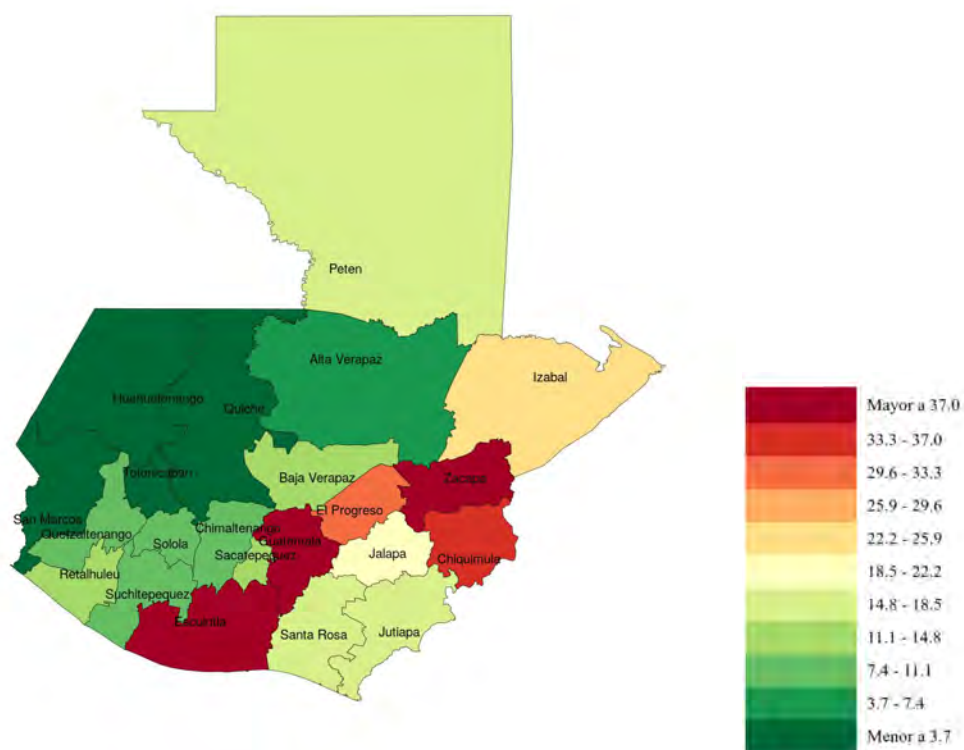 Peten
Alta Verapaz
Izabal
Huehuetenango
Quiche
Totonicapan
Baja Verapaz
Zacapa
El Progreso
San Marcos
Quetzaltenango
Chimaltenango
Guatemala
Solola
Sacatepequez
Jalapa
Chiquimula
Retalhuleu
Suchitepequez
Escuintla
Santa Rosa
Jutiapa
Mayor a 37.0
33.3 - 37.0
29.6 - 33.3
25.9 - 29.6
22.2 - 25.9
18.5 - 22.2
14.8 - 18.5
11.1 - 14.8
7.4 - 11.1
3.7 - 7.4
Menor a 3.7